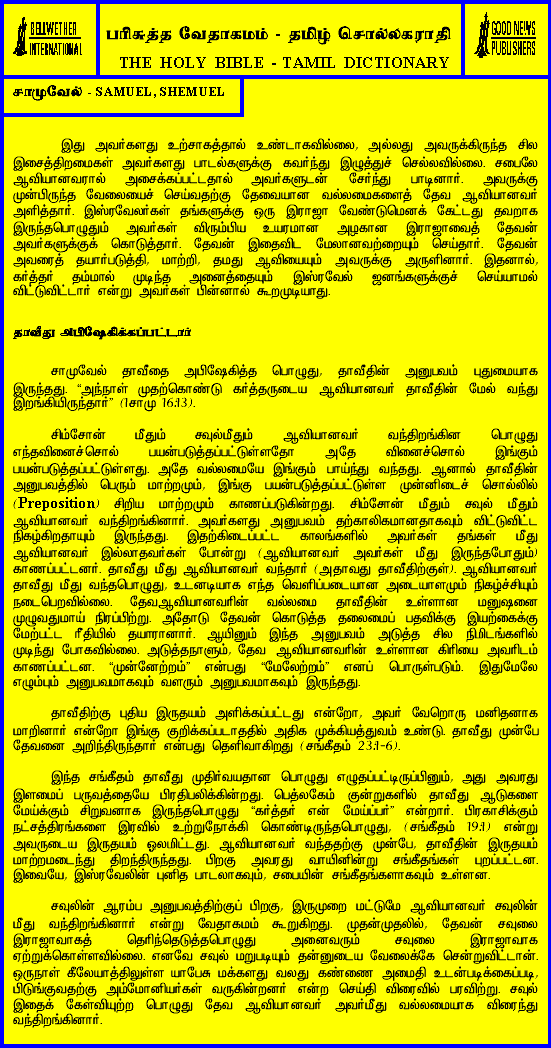 BELLWETHER
INTERNATIONAL
பரிசுத்த வேதாகமம் - தமிழ் சொல்லகராதி
THE HOLY BIBLE - TAMIL DICTIONARY
GOOD NEWS
PUBLISHERS
சாமுவேல் - SAMUEL, SHEMUEL
இது அவர்களது உற்சாகத்தால் உண்டாகவில்லை, அல்லது அவருக்கிருந்த சில
இசைத்திறமைகள் அவர்களது பாடல்களுக்கு கவர்ந்து இழுத்துச் செல்லவில்லை. சபைலே
ஆவியானவரால் அசைக்கப்பட்டதால் அவர்களுடன் சேர்ந்து பாடினார். அவருக்கு
முன்பிருந்த வேலையைச் செய்வதற்கு தேவையான வல்லமைகளைத் தேவ ஆவியானவர்
அளித்தார். இஸ்ரவேலர்கள் தங்களுக்கு ஒரு இராஜா வேண்டுமெனக் கேட்டது தவறாக
இருந்தபொழுதும் அவர்கள் விரும்பிய உயரமான அழகான இராஜாவைத் தேவன்
அவர்களுக்குக் கொடுத்தார். தேவன் இதைவிட மேலானவற்றையும் செய்தார். தேவன்
அவரைத் தயார்படுத்தி, மாற்றி, தமது ஆவியையும் அவருக்கு அருளினார். இதனால்,
கர்த்தர் தம்மால் முடிந்த அனைத்தையும் இஸ்ரவேல் ஜனங்களுக்குச் செய்யாமல்
விட்டுவிட்டார் என்று அவர்கள் பின்னால் கூறமுடியாது.
தாவீது அபிஷேகிக்கப்பட்டார்
சாமுவேல் தாவீதை அபிஷேகித்த பொழுது, தாவீதின் அனுபவம் புதுமையாக
இருந்தது. “அந்நாள் முதற்கொண்டு கர்த்தருடைய ஆவியானவர் தாவீதின் மேல் வந்து
இறங்கியிருந்தார்” (1சாமு 16:13).
சிம்சோன் மீதும் சவுல்மீதும் ஆவியானவர் வந்திறங்கின பொழுது
எந்தவினைச்சொல் பயன்படுத்தப்பட்டுள்ளதோ அதே வினைச்சொல் இங்கும்
பயன்படுத்தப்பட்டுள்ளது. அதே வல்லமையே இங்கும் பாய்ந்து வந்தது. ஆனால் தாவீதின்
அனுபவத்தில் பெரும் மாற்றமும், இங்கு பயன்படுத்தப்பட்டுள்ள முன்னிடைச் சொல்லில்
(Preposition) சிறிய மாற்றமும் காணப்படுகின்றது. சிம்சோன் மீதும் சவுல் மீதும்
ஆவியானவர் வந்திறங்கினார். அவர்களது அனுபவம் தற்காலிகமானதாகவும் விட்டுவிட்ட
நிகழ்கிறதாயும் இருந்தது. இதற்கிடைப்பட்ட காலங்களில் அவர்கள் தங்கள் மீது
ஆவியானவர் இல்லாதவர்கள் போன்று (ஆவியானவர் அவர்கள் மீது இருந்தபோதும்)
காணப்பட்டனர். தாவீது மீது ஆவியானவர் வந்தார் (அதாவது தாவீதிற்குள்). ஆவியானவர்
தாவீது மீது வந்தபொழுது, உடனடியாக எந்த வெளிப்படையான அடையாளமும் நிகழ்ச்சியும்
நடைபெறவில்லை. தேவஆவியானவரின் வல்லமை தாவீதின் உள்ளான மனுஷனை
முழுவதுமாய் நிரப்பிற்று. அதோடு தேவன் கொடுத்த தலைமைப் பதவிக்கு இயற்கைக்கு
மேற்பட்ட ரீதியில் தயாரானார். ஆயினும் இந்த அனுபவம் அடுத்த சில நிமிடங்களில்
முடிந்து போகவில்லை. அடுத்தநாளும், தேவ ஆவியானவரின் உள்ளான கிரியை அவரிடம்
காணப்பட்டன. “முன்னேற்றம்” என்பது “மேலேற்றம்” எனப் பொருள்படும். இதுமேலே
எழும்பும் அனுபவமாகவும் வளரும் அனுபவமாகவும் இருந்தது.
தாவீதிற்கு புதிய இருதயம் அளிக்கப்பட்டது என்றோ, அவர் வேறொரு மனிதனாக
மாறினார் என்றோ இங்கு குறிக்கப்படாததில் அதிக முக்கியத்துவம் உண்டு. தாவீது முன்பே
தேவனை அறிந்திருந்தார் என்பது தெளிவாகிறது (சங்கீதம் 23:1-6).
இந்த சங்கீதம் தாவீது முதிர்வயதான பொழுது எழுதப்பட்டிருப்பினும், அது அவரது
இளமைப் பருவத்தையே பிரதிபலிக்கின்றது. பெத்லகேம் குன்றுகளில் தாவீது ஆடுகளை
மேய்க்கும் சிறுவனாக இருந்தபொழுது “கர்த்தர் என் மேய்ப்பர்” என்றார். பிரகாசிக்கும்
நட்சத்திரங்களை இரவில் உற்றுநோக்கி கொண்டிருந்தபொழுது, (சங்கீதம் 19:1) என்று
அவருடைய இருதயம் ஓலமிட்டது. ஆவியானவர் வந்ததற்கு முன்பே, தாவீதின் இருதயம்
மாற்றமடைந்து திறந்திருந்தது. பிறகு அவரது வாயினின்று சங்கீதங்கள் புறப்பட்டன.
இவையே, இஸ்ரவேலின் புனித பாடலாகவும், சபையின் சங்கீதங்களாகவும் உள்ளன.
சவுலின் ஆரம்ப அனுபவத்திற்குப் பிறகு, இருமுறை மட்டுமே ஆவியானவர் சவுலின்
மீது வந்திறங்கினார் என்று வேதாகமம் கூறுகிறது. முதன்முதலில், தேவன் சவுலை
இராஜாவாகத் தெரிந்தெடுத்தபொழுது அனைவரும் சவுலை இராஜாவாக
ஏற்றுக்கொள்ளவில்லை. எனவே சவுல் மறுபடியும் தன்னுடைய வேலைக்கே சென்றுவிட்டான்.
ஒருநாள் கீலேயாத்திலுள்ள யாபேசு மக்களது வலது கண்ணை அமைதி உடன்படிக்கைப்படி,
பிடுங்குவதற்கு அம்மோனியர்கள் வருகின்றனர் என்ற செய்தி விரைவில் பரவிற்று. சவுல்
இதைக் கேள்வியுற்ற பொழுது தேவ ஆவியானவர் அவர்மீது வல்லமையாக விரைந்து
வந்திறங்கினார்.